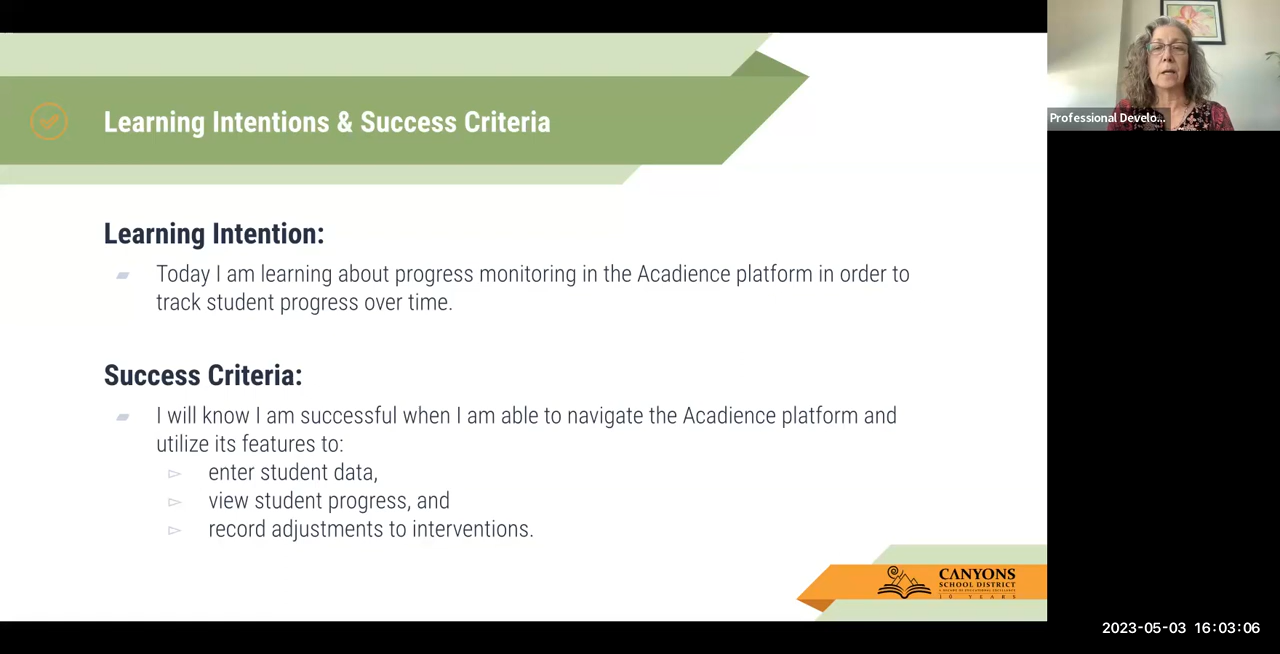 Learning Intentions & Success Criteria
Professional Develo...
Learning Intention:
Today I am learning about progress monitoring in the Acadience platform in order to
track student progress over time.
Success Criteria:
I will know I am successful when I am able to navigate the Acadience platform and
utilize its features to:
enter student data,
view student progress, and
record adjustments to interventions.
CANYONS
SCHOOL DISTRICT
10 YEARS
2023-05-03 16:03:06